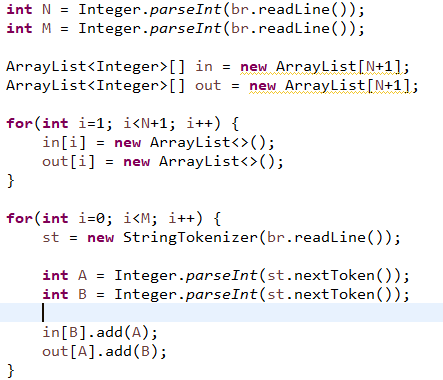 int N = Integer.parseInt(br.readLine());
int M = Integer.parseInt(br.readLine());
ArrayList<Integer>[] in = new ArrayList[N+1];
ArrayList<Integer>[] out = new ArrayList[N+1];
for(int i=1; i<N+1; i++) {
in[i] = new ArrayList<>();
out[i] = new ArrayList<>();
}
for(int i=0; i<M; i++) {
st = new StringTokenizer(br.readLine());
int A = Integer.parseInt(st.nextToken());
int B = Integer.parseInt(st.nextToken());
in[B].add(A);
out[A].add(B);
}